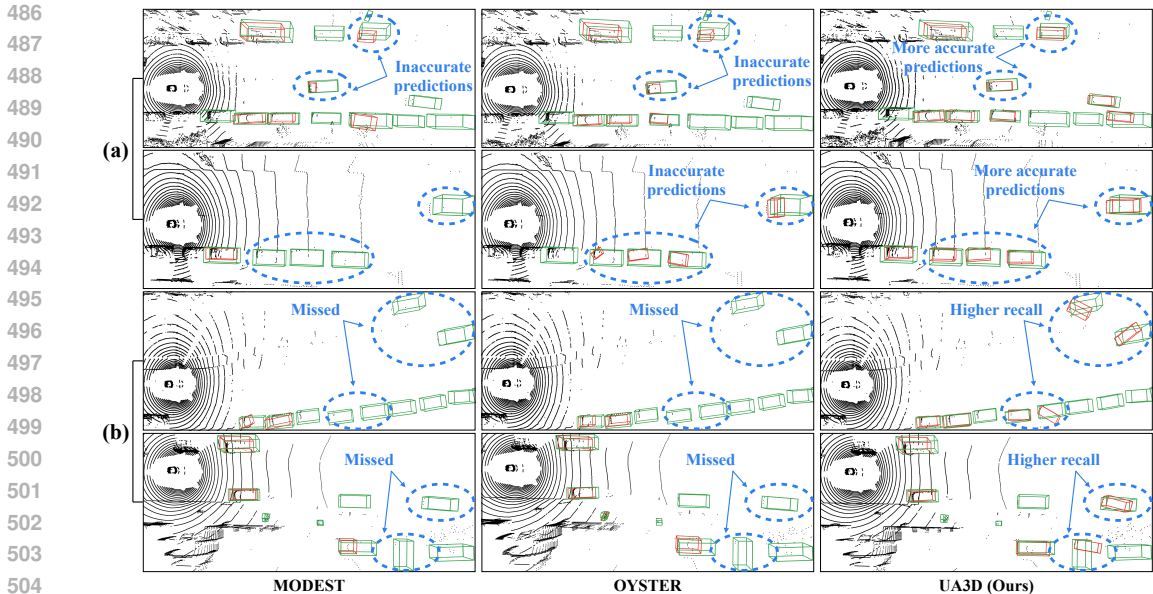 486
487
488
489
490
491
492
493
494
495
496
497
498
499
500
501
502
503
504
(a)
Inaccurate
predictions
Inaccurate
predictions
More accurate
predictions
Inaccurate
predictions
More accurate
predictions
(b)
Missed
Missed
Higher recall
Missed
Missed
Higher recall
MODEST
OYSTER
UA3D (Ours)